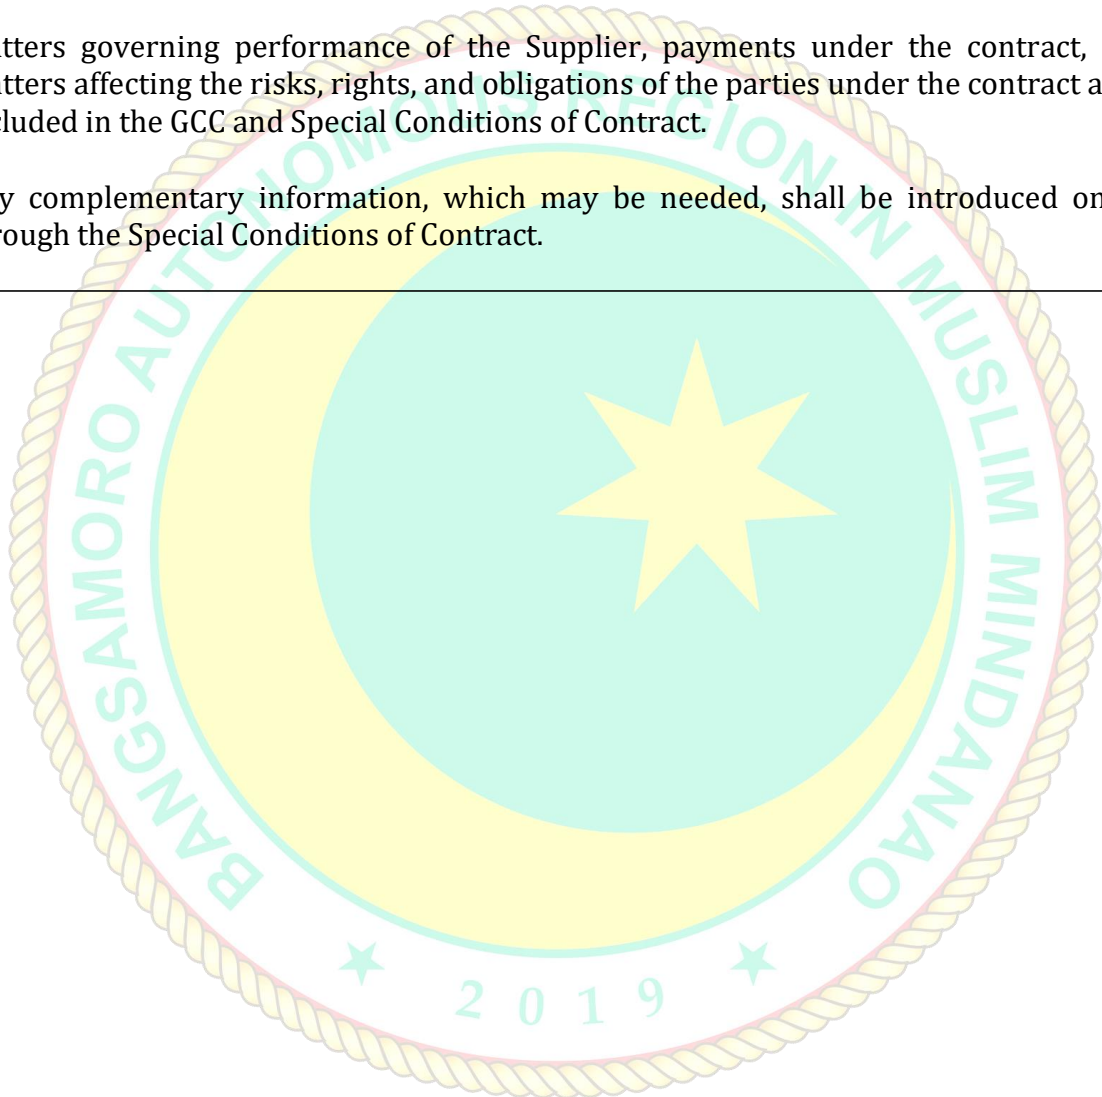 tters governing performance of the Supplier, payments under the contract,
tters affecting the risks, rights, and obligations of the parties under the contract a
cluded in the GCC and Special Conditions of Contract.
y complementary information, which may be needed, shall be introduced on
rough the Special Conditions of Contract.
BANGSAMORO AUTONOMOUS REGION IN MUSLIM MINDANAO
2019